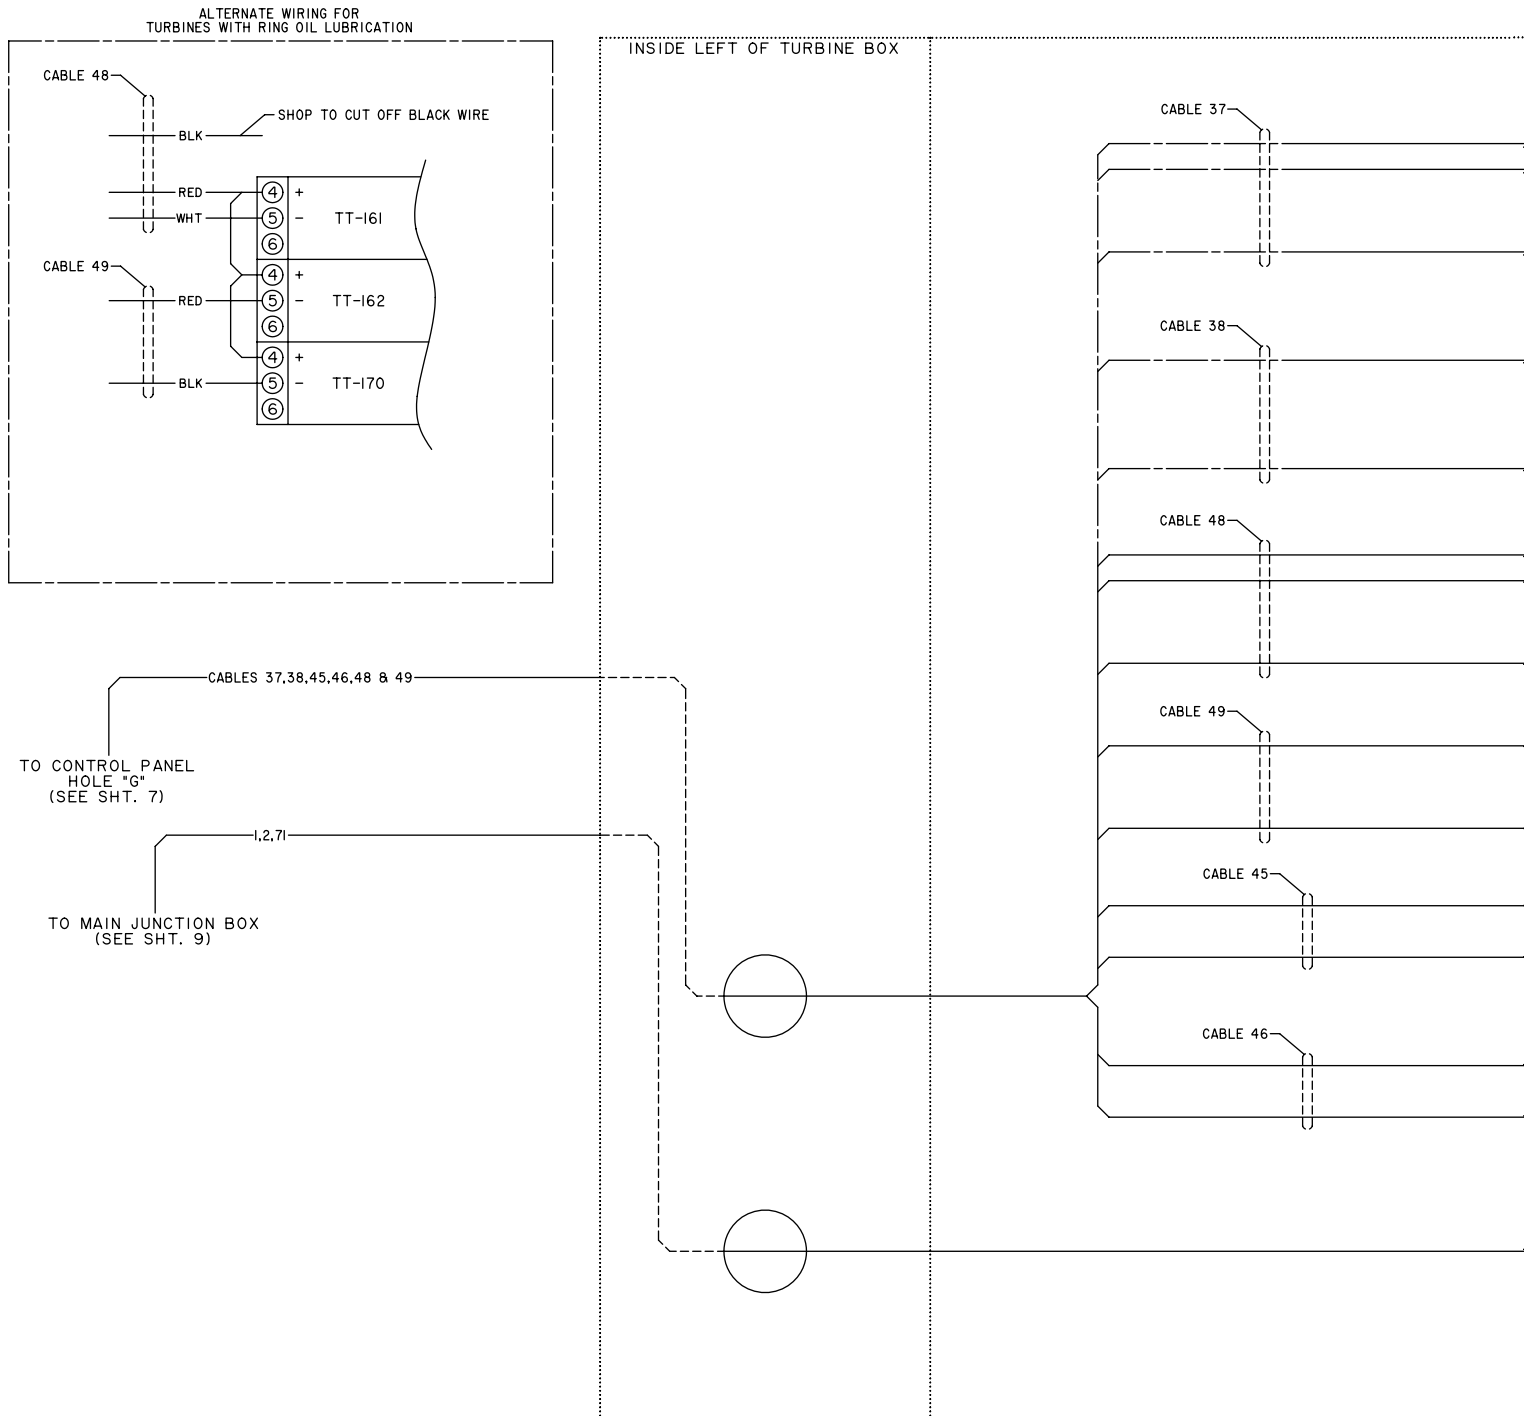 ALTERNATE WIRING FOR
TURBINES WITH RING OIL LUBRICATION
CABLE 48
SHOP TO CUT OFF BLACK WIRE
BLK
RED
WHT
4 +
5 - TT-161
6
CABLE 49
4 +
RED
5 - TT-162
6
4 +
BLK
5 - TT-170
6
INSIDE LEFT OF TURBINE BOX
CABLE 37
CABLE 38
CABLE 48
CABLE 49
CABLE 45
CABLE 46
CABLES 37,38,45,46,48 & 49
TO CONTROL PANEL
HOLE "G"
(SEE SHT. 7)
1,2,71
TO MAIN JUNCTION BOX
(SEE SHT. 9)